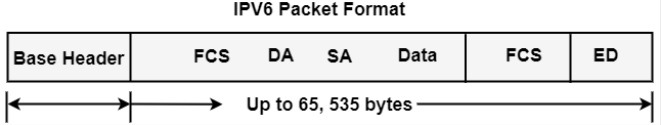 IPV6 Packet Format
Base Header FCS DA SA Data FCS ED
Up to 65, 535 bytes